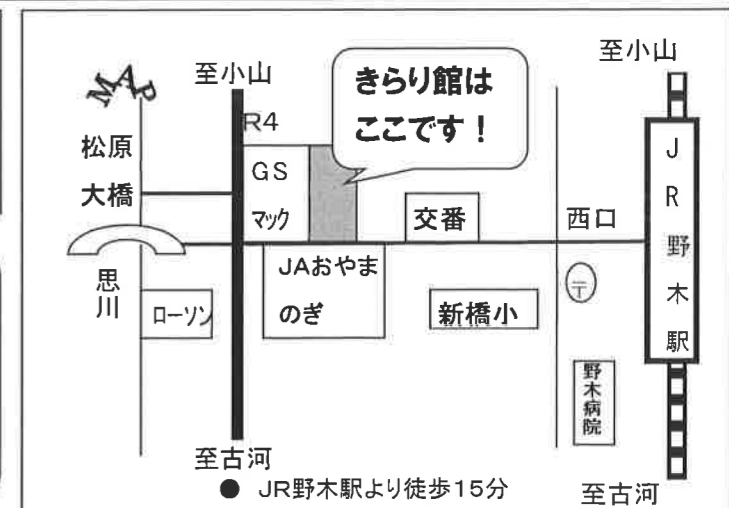 MAP
至小山
きらり館は
ここです！
至小山
R4
松原
大橋
GS
マック
交番
西口
JR野木駅
JAおやま
のぎ
思川
ローソン
新橋小
〒
野木病院
至古河
● JR野木駅より徒歩15分
至古河